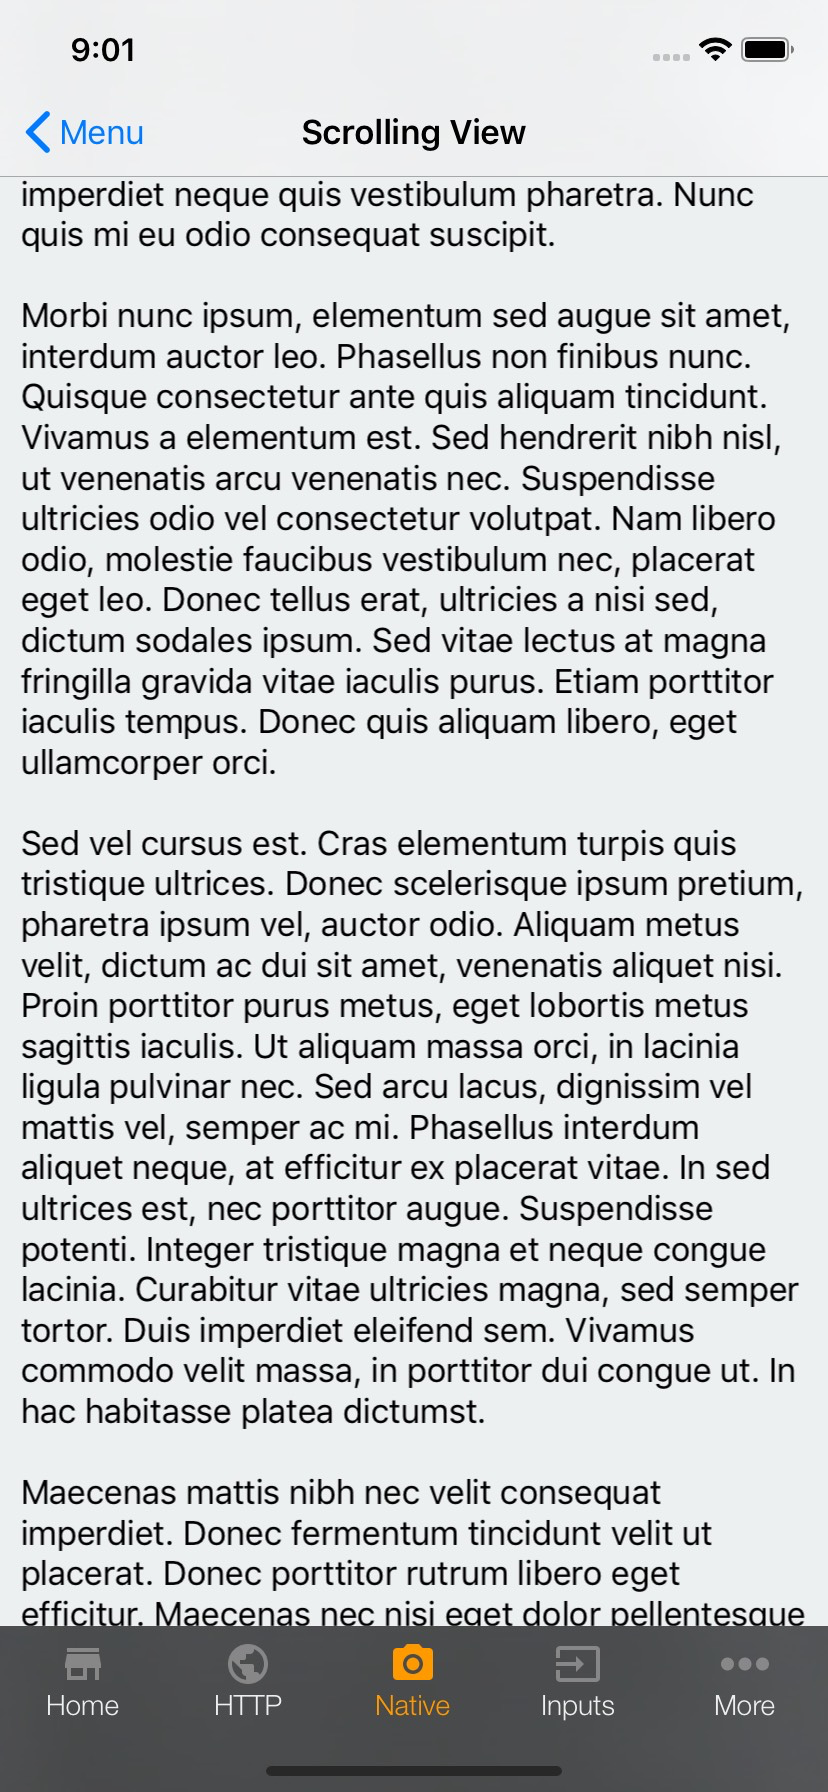 9:01
Menu
Scrolling View
imperdiet neque quis vestibulum pharetra. Nunc
quis mi eu odio consequat suscipit.
Morbi nunc ipsum, elementum sed augue sit amet,
interdum auctor leo. Phasellus non finibus nunc.
Quisque consectetur ante quis aliquam tincidunt.
Vivamus a elementum est. Sed hendrerit nibh nisl,
ut venenatis arcu venenatis nec. Suspendisse
ultricies odio vel consectetur volutpat. Nam libero
odio, molestie faucibus vestibulum nec, placerat
eget leo. Donec tellus erat, ultricies a nisi sed,
dictum sodales ipsum. Sed vitae lectus at magna
fringilla gravida vitae iaculis purus. Etiam porttitor
iaculis tempus. Donec quis aliquam libero, eget
ullamcorper orci.
Sed vel cursus est. Cras elementum turpis quis
tristique ultrices. Donec scelerisque ipsum pretium,
pharetra ipsum vel, auctor odio. Aliquam metus
velit, dictum ac dui sit amet, venenatis aliquet nisi.
Proin porttitor purus metus, eget lobortis metus
sagittis iaculis. Ut aliquam massa orci, in lacinia
ligula pulvinar nec. Sed arcu lacus, dignissim vel
mattis vel, semper ac mi. Phasellus interdum
aliquet neque, at efficitur ex placerat vitae. In sed
ultrices est, nec porttitor augue. Suspendisse
potenti. Integer tristique magna et neque congue
lacinia. Curabitur vitae ultricies magna, sed semper
tortor. Duis imperdiet eleifend sem. Vivamus
commodo velit massa, in porttitor dui congue ut. In
hac habitasse platea dictumst.
Maecenas mattis nibh nec velit consequat
imperdiet. Donec fermentum tincidunt velit ut
placerat. Donec porttitor rutrum libero eget
efficitur. Maecenas nec nisi eget dolor pellentesque
Home
HTTP
Native
Inputs
More